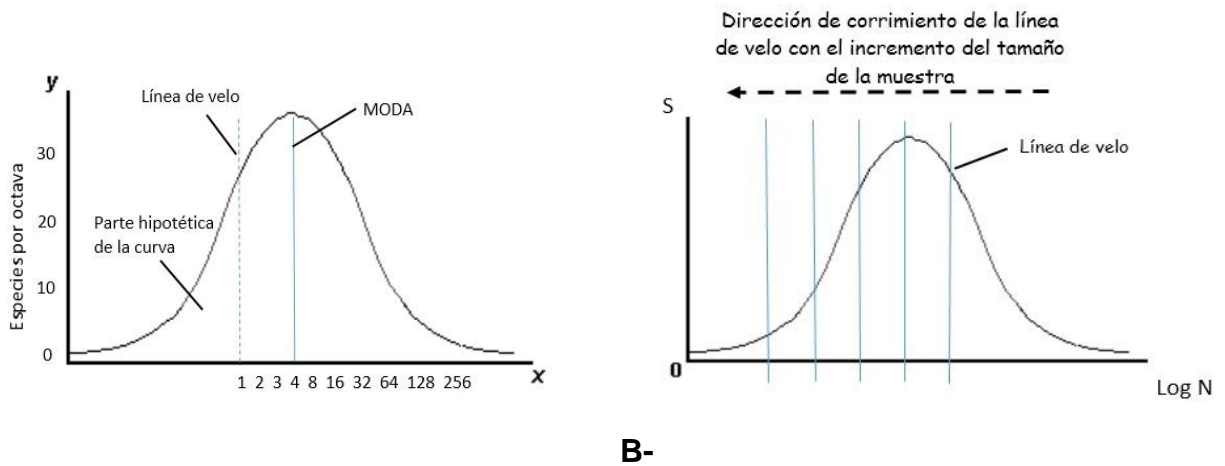 y
Línea de velo
MODA
30
20
10
0
Especies por octava
Parte hipotética
de la curva
1 2 3 4 8 16 32 64 128 256
x
Dirección de corrimiento de la línea
de velo con el incremento del tamaño
de la muestra
S
Línea de velo
0
Log N
B-